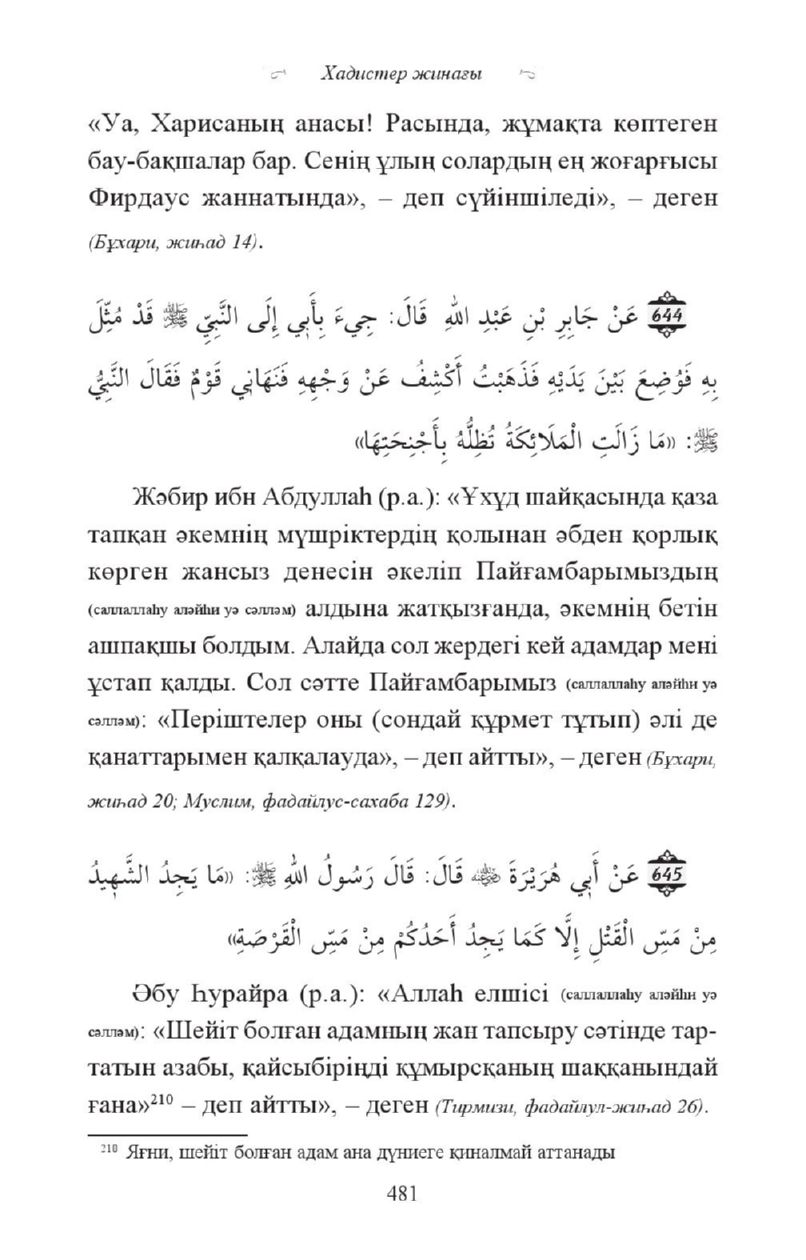 Хадистер жинағы
«Уа, Харисаның анасы! Расында, жұмақта көптеген
бау-бақшалар бар. Сенің ұлың солардың ең жоғарғысы
Фирдаус жаннатында», – деп сүйіншіледі», – деген
(Бұхари, жиһад 14).
644 عَنْ جَابِرِ بْنِ عَبْدِ اللهِ قَالَ: جِيءَ بِأَبِي إِلَى النَّبِيِّ ﷺ قَدْ مُثِّلَ
بِهِ فَوُضِعَ بَيْنَ يَدَيْهِ فَذَهَبْتُ أَكْشِفُ عَنْ وَجْهِهِ فَنَهَانِي قَوْمٌ فَقَالَ النَّبِيُّ
ﷺ: «مَا زَالَتِ الْمَلَائِكَةُ تُظِلُّهُ بِأَجْنِحَتِهَا»
Жәбир ибн Абдуллаһ (р.а.): «Ұхұд шайқасында қаза
тапқан әкемнің мүшріктердің қолынан әбден қорлық
көрген жансыз денесін әкеліп Пайғамбарымыздың
(саллаллаһу аләйһи уә сәлләм) алдына жатқызғанда, әкемнің бетін
ашпақшы болдым. Алайда сол жердегі кей адамдар мені
ұстап қалды. Сол сәтте Пайғамбарымыз (саллаллаһу аләйһи уә
сәлләм): «Періштелер оны (сондай құрмет тұтып) әлі де
қанаттарымен қалқалауда», – деп айтты», – деген (Бұхари,
жиһад 20; Муслим, фадайлус-сахаба 129).
645 عَنْ أَبِي هُرَيْرَةَ ﵁ قَالَ: قَالَ رَسُولُ اللهِ ﷺ: «مَا يَجِدُ الشَّهِيدُ
مِنْ مَسِّ الْقَتْلِ إِلَّا كَمَا يَجِدُ أَحَدُكُمْ مِنْ مَسِّ الْقَرْصَةِ»
Әбу Һурайра (р.а.): «Аллаһ елшісі (саллаллаһу аләйһи уә
сәлләм): «Шейіт болған адамның жан тапсыру сәтінде тар-
татын азабы, қайсыбіріңді құмырсқаның шаққанындай
ғана»²¹⁰ – деп айтты», – деген (Тирмизи, фадайлул-жиһад 26).
²¹⁰ Яғни, шейіт болған адам ана дүниеге қиналмай аттанады
481